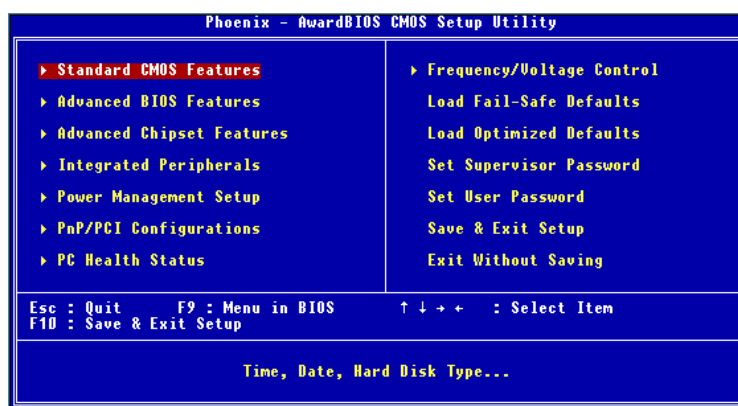 Phoenix - AwardBIOS CMOS Setup Utility
Standard CMOS Features
Advanced BIOS Features
Advanced Chipset Features
Integrated Peripherals
Power Management Setup
PnP/PCI Configurations
PC Health Status
Frequency/Voltage Control
Load Fail-Safe Defaults
Load Optimized Defaults
Set Supervisor Password
Set User Password
Save & Exit Setup
Exit Without Saving
Esc : Quit F9 : Menu in BIOS ↑ ↓ → ← : Select Item
F10 : Save & Exit Setup
Time, Date, Hard Disk Type...